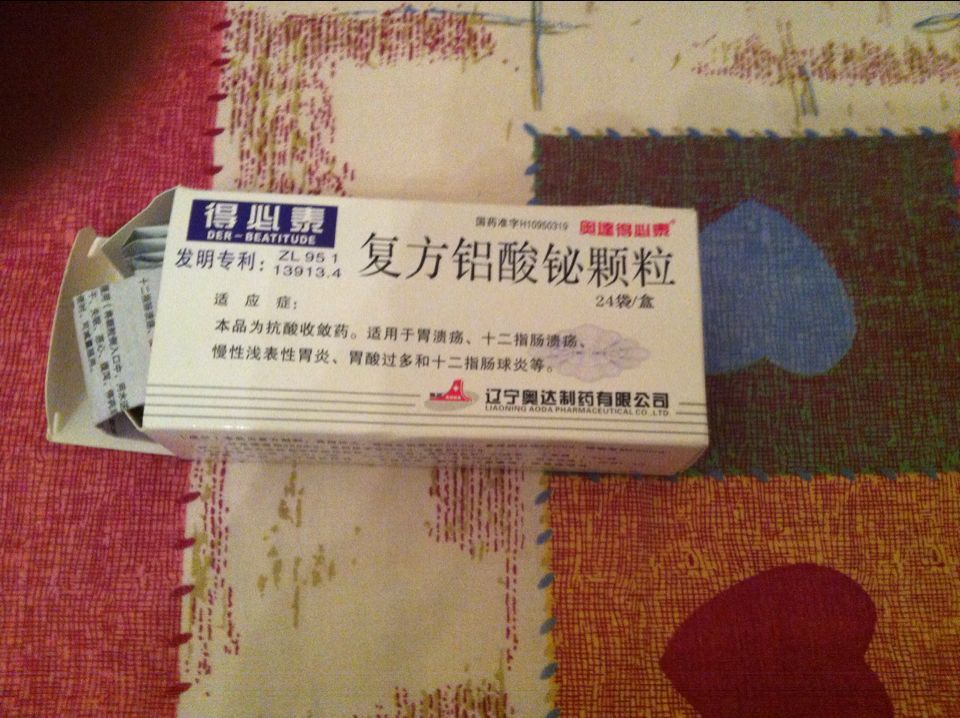 得必泰
DER-BEATITUDE
国药准字H10950319
奥達得必泰
发明专利:
ZL 95 1
13913.4
复方铝酸铋颗粒
24袋/盒
适 应 症:
本品为抗酸收敛药。适用于胃溃疡、十二指肠溃疡、
慢性浅表性胃炎、胃酸过多和十二指肠球炎等。
辽宁奥达制药有限公司
LIAONING AODA PHARMACEUTICAL CO.,LTD